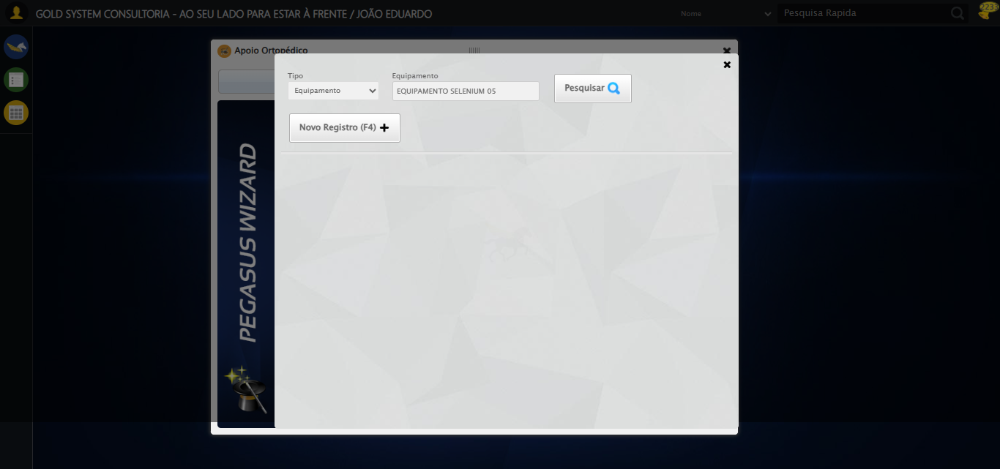 GOLD SYSTEM CONSULTORIA - AO SEU LADO PARA ESTAR À FRENTE / JOÃO EDUARDO
Nome
Pesquisa Rapida
2233
Apoio Ortopédico
Tipo
Equipamento
Equipamento
EQUIPAMENTO SELENIUM 05
Pesquisar
Novo Registro (F4)
PEGASUS WIZARD